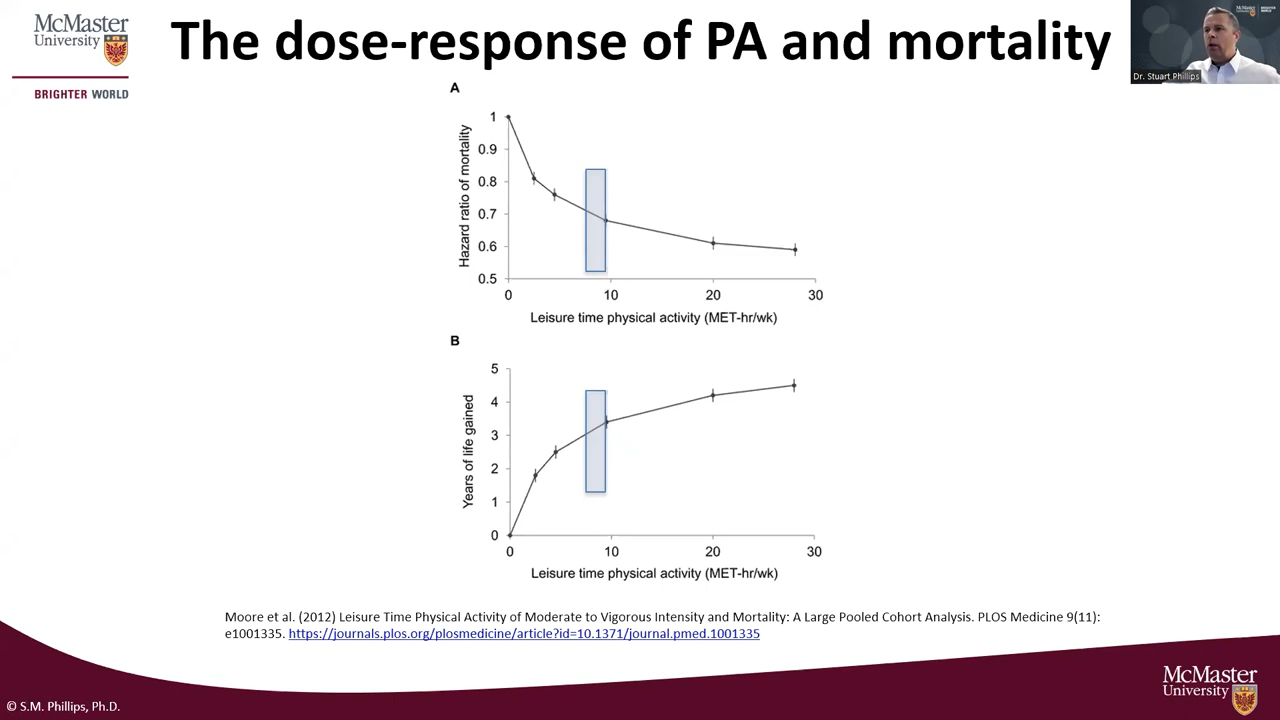 McMaster
University
BRIGHTER WORLD
The dose-response of PA and mortality
McMaster
University
BRIGHTER
WORLD
Dr. Stuart Phillips
A
Hazard ratio of mortality
1
0.9
0.8
0.7
0.6
0.5
0 10 20 30
Leisure time physical activity (MET-hr/wk)
B
Years of life gained
5
4
3
2
1
0
0 10 20 30
Leisure time physical activity (MET-hr/wk)
Moore et al. (2012) Leisure Time Physical Activity of Moderate to Vigorous Intensity and Mortality: A Large Pooled Cohort Analysis. PLOS Medicine 9(11):
e1001335. https://journals.plos.org/plosmedicine/article?id=10.1371/journal.pmed.1001335
McMaster
University
© S.M. Phillips, Ph.D.